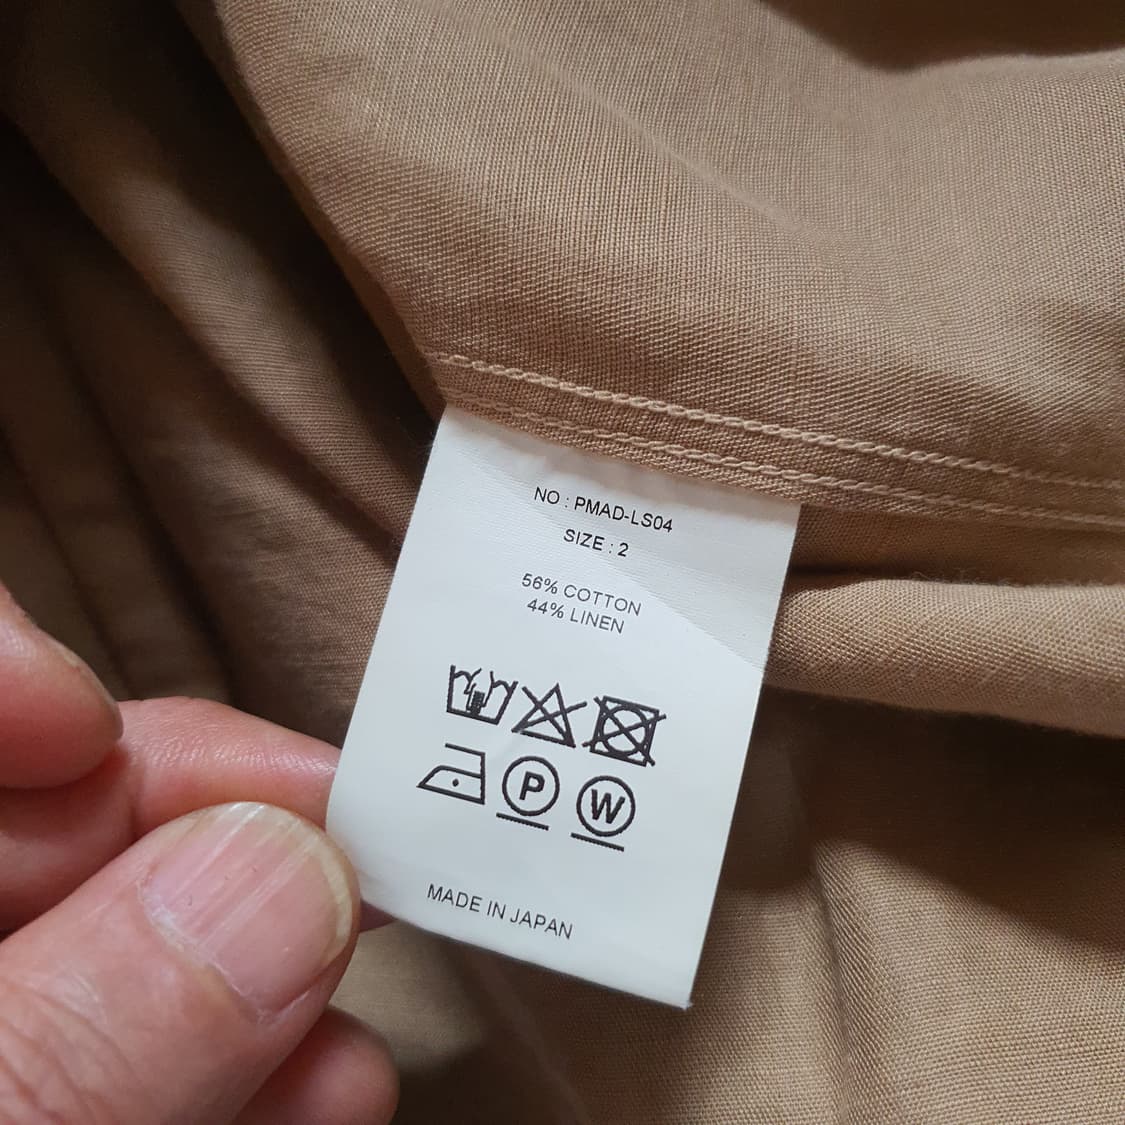 NO : PMAD-LS04
SIZE : 2
56% COTTON
44% LINEN
P W
MADE IN JAPAN